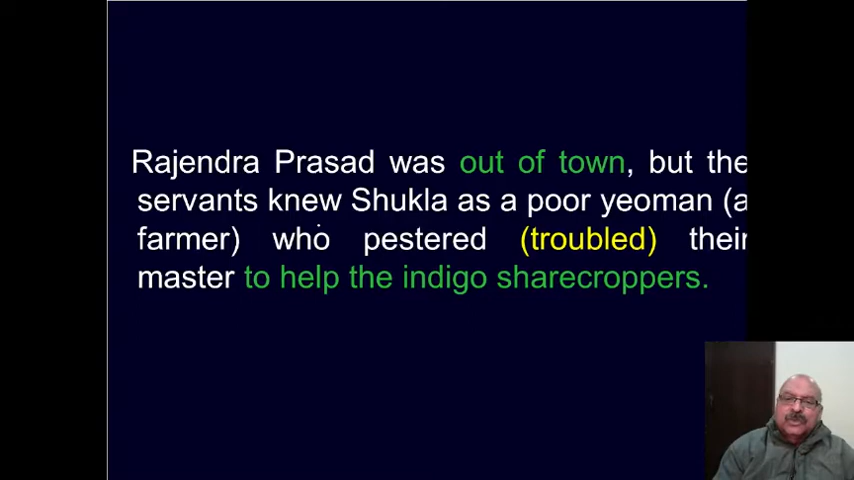 Rajendra Prasad was out of town, but the
servants knew Shukla as a poor yeoman (a
farmer) who pestered (troubled) their
master to help the indigo sharecroppers.